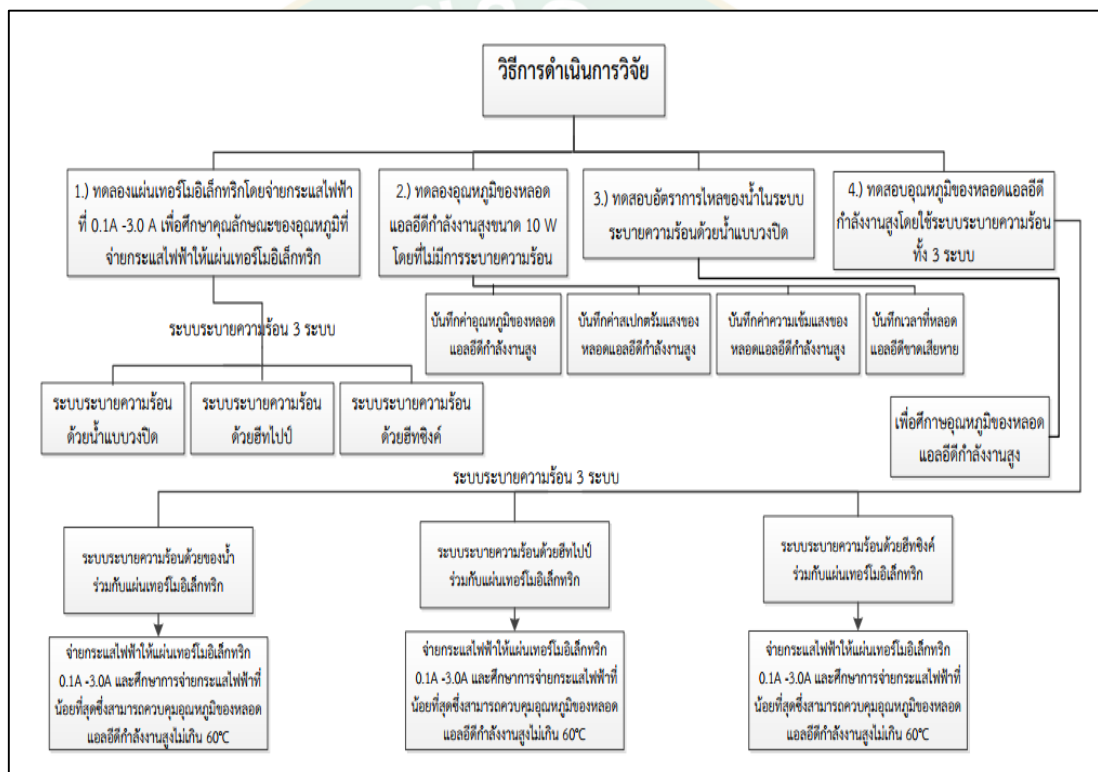 วิธีการดำเนินการวิจัย
1.) ทดลองแผ่นเทอร์โมอิเล็กทริกโดยจ่ายกระแสไฟฟ้า
ที่ 0.1A -3.0 A เพื่อศึกษาคุณลักษณะของอุณหภูมิที่
จ่ายกระแสไฟฟ้าให้แผ่นเทอร์โมอิเล็กทริก
2.) ทดลองอุณหภูมิของหลอด
แอลอีดีกำลังงานสูงขนาด 10 W
โดยที่ไม่มีการระบายความร้อน
3.) ทดสอบอัตราการไหลของน้ำในระบบ
ระบายความร้อนด้วยน้ำแบบวงปิด
4.) ทดสอบอุณหภูมิของหลอดแอลอีดี
กำลังงานสูงโดยใช้ระบบระบายความร้อน
ทั้ง 3 ระบบ
ระบบระบายความร้อน 3 ระบบ
บันทึกค่าอุณหภูมิของหลอด
แอลอีดีกำลังงานสูง
บันทึกค่าสเปกตรัมแสงของ
หลอดแอลอีดีกำลังงานสูง
บันทึกค่าความเข้มแสงของ
หลอดแอลอีดีกำลังงานสูง
บันทึกเวลาที่หลอด
แอลอีดีขาดเสียหาย
ระบบระบายความร้อน
ด้วยน้ำแบบวงปิด
ระบบระบายความร้อน
ด้วยฮีทไปป์
ระบบระบายความร้อน
ด้วยฮีทซิงค์
เพื่อศึกาษอุณหภูมิของหลอด
แอลอีดีกำลังงานสูง
ระบบระบายความร้อน 3 ระบบ
ระบบระบายความร้อนด้วยของน้ำ
ร่วมกับแผ่นเทอร์โมอิเล็กทริก
ระบบระบายความร้อนด้วยฮีทไปป์
ร่วมกับแผ่นเทอร์โมอิเล็กทริก
ระบบระบายความร้อนด้วยฮีทซิงค์
ร่วมกับแผ่นเทอร์โมอิเล็กทริก
จ่ายกระแสไฟฟ้าให้แผ่นเทอร์โมอิเล็กทริก
0.1A -3.0A และศึกษาการจ่ายกระแสไฟฟ้าที่
น้อยที่สุดซึ่งสามารถควบคุมอุณหภูมิของหลอด
แอลอีดีกำลังงานสูงไม่เกิน 60℃
จ่ายกระแสไฟฟ้าให้แผ่นเทอร์โมอิเล็กทริก
0.1A -3.0A และศึกษาการจ่ายกระแสไฟฟ้าที่
น้อยที่สุดซึ่งสามารถควบคุมอุณหภูมิของหลอด
แอลอีดีกำลังงานสูงไม่เกิน 60℃
จ่ายกระแสไฟฟ้าให้แผ่นเทอร์โมอิเล็กทริก
0.1A -3.0A และศึกษาการจ่ายกระแสไฟฟ้าที่
น้อยที่สุดซึ่งสามารถควบคุมอุณหภูมิของหลอด
แอลอีดีกำลังงานสูงไม่เกิน 60℃